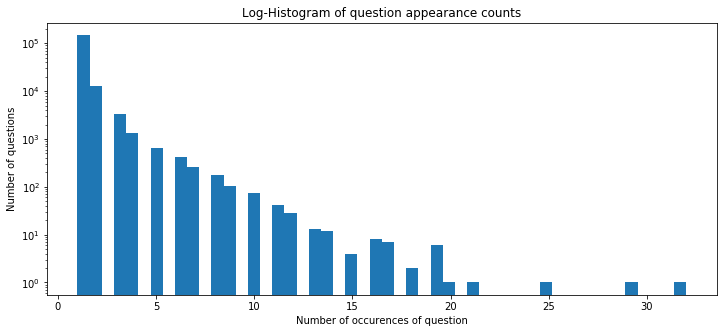 Log-Histogram of question appearance counts
Number of questions
10^5
10^4
10^3
10^2
10^1
10^0
0 5 10 15 20 25 30
Number of occurences of question